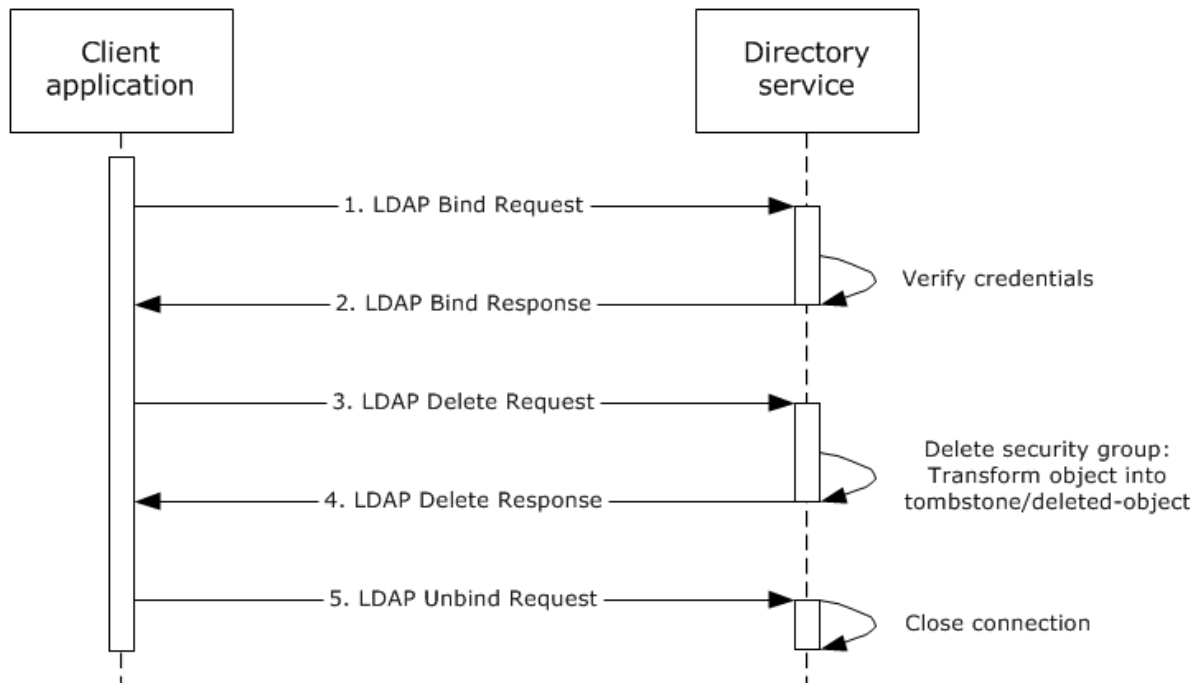 Client
application
Directory
service
1. LDAP Bind Request
Verify credentials
2. LDAP Bind Response
3. LDAP Delete Request
Delete security group:
Transform object into
tombstone/deleted-object
4. LDAP Delete Response
5. LDAP Unbind Request
Close connection